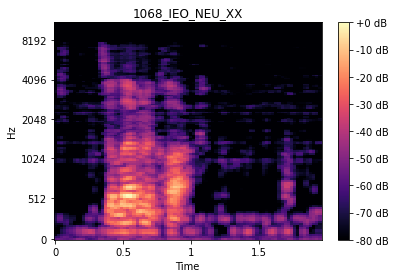 1068_IEO_NEU_XX
8192
4096
2048
1024
512
0
Hz
0
0.5
1
1.5
Time
+0 dB
-10 dB
-20 dB
-30 dB
-40 dB
-50 dB
-60 dB
-70 dB
-80 dB